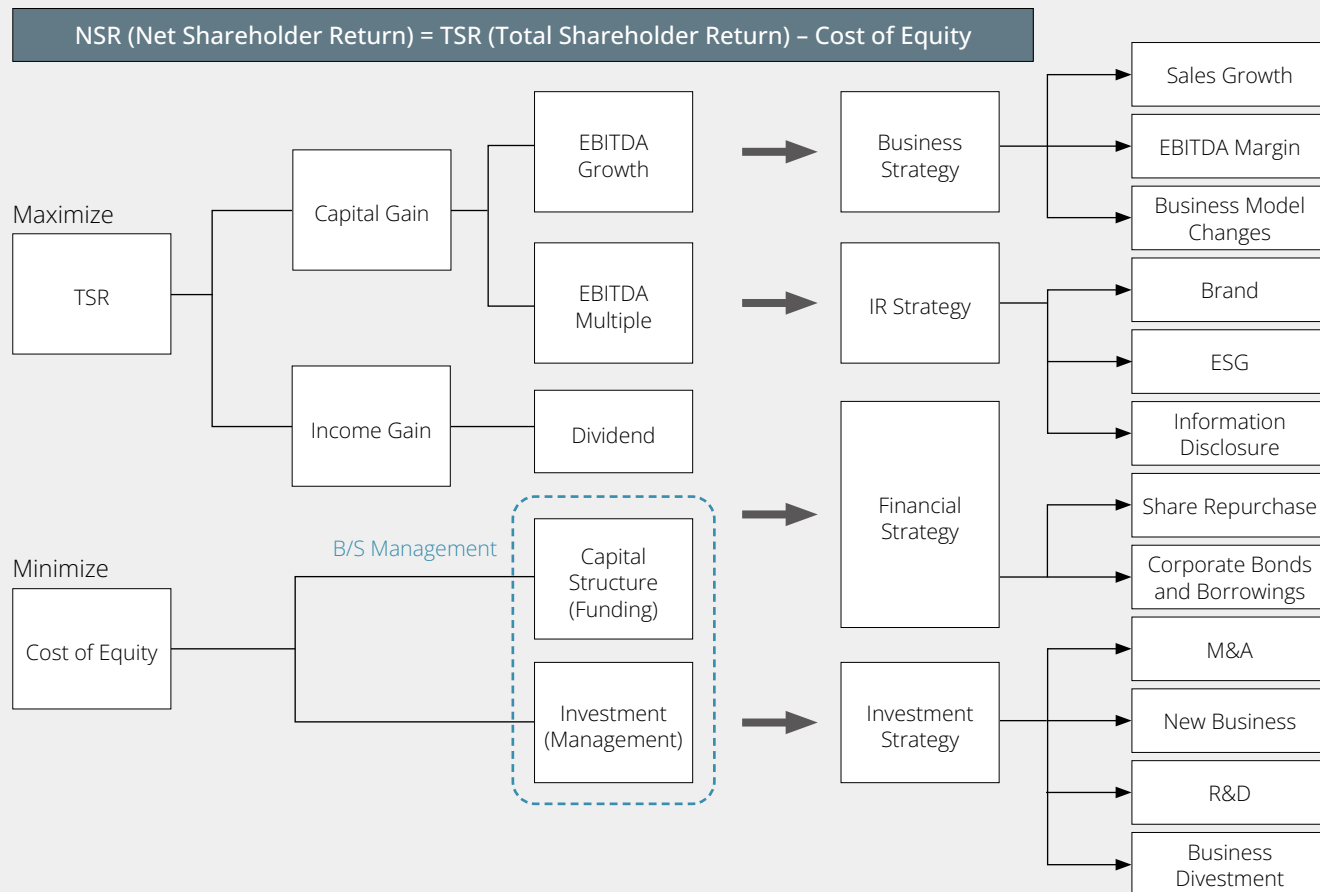 NSR (Net Shareholder Return) = TSR (Total Shareholder Return) – Cost of Equity
Maximize
TSR
Capital Gain
Income Gain
EBITDA
Growth
EBITDA
Multiple
Dividend
Minimize
Cost of Equity
B/S Management
Capital
Structure
(Funding)
Investment
(Management)
Business
Strategy
IR Strategy
Financial
Strategy
Investment
Strategy
Sales Growth
EBITDA Margin
Business Model
Changes
Brand
ESG
Information
Disclosure
Share Repurchase
Corporate Bonds
and Borrowings
M&A
New Business
R&D
Business
Divestment